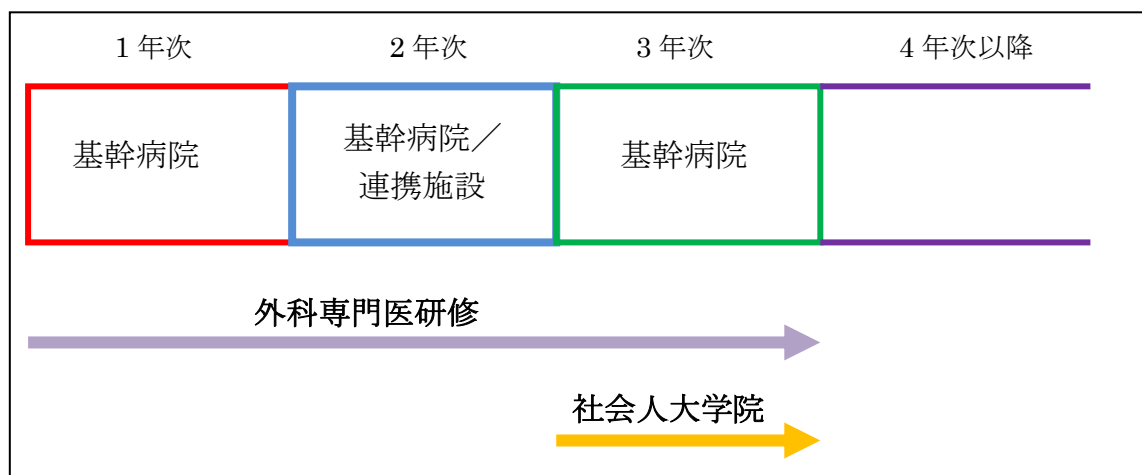 1 年次
2 年次
3 年次
4 年次以降
基幹病院
基幹病院／
連携施設
基幹病院
外科専門医研修
社会人大学院